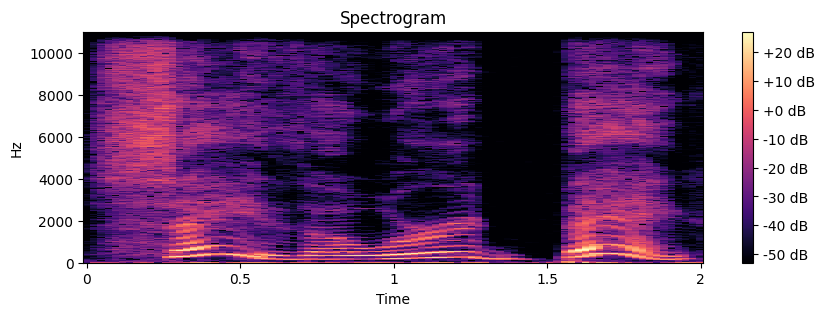 Spectrogram
10000
8000
6000
4000
2000
0
Hz
0
0.5
1
1.5
2
Time
+20 dB
+10 dB
+0 dB
-10 dB
-20 dB
-30 dB
-40 dB
-50 dB